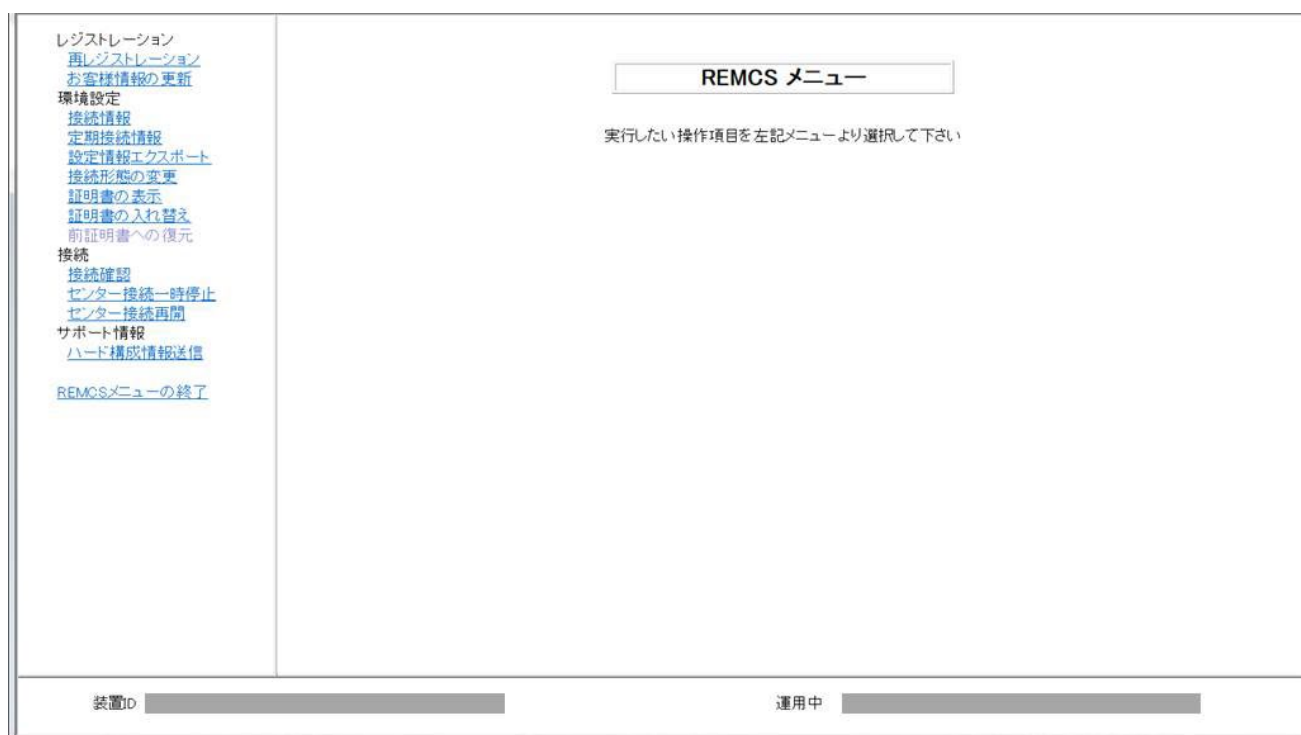 レジストレーション
再レジストレーション
お客様情報の更新
環境設定
接続情報
定期接続情報
設定情報エクスポート
接続形態の変更
証明書の表示
証明書の入れ替え
前証明書への復元
接続
接続確認
センター接続一時停止
センター接続再開
サポート情報
ハード構成情報送信
REMCSメニューの終了
REMCS メニュー
実行したい操作項目を左記メニューより選択して下さい
装置ID
運用中